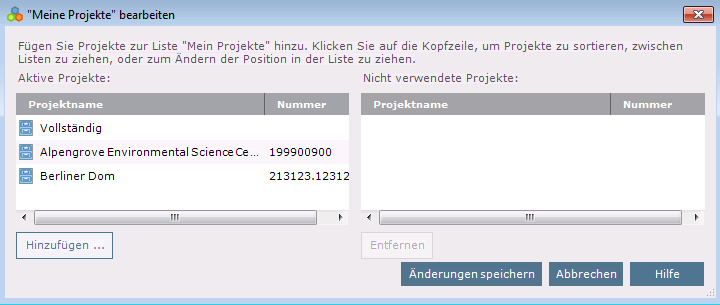 "Meine Projekte" bearbeiten
Fügen Sie Projekte zur Liste "Mein Projekte" hinzu. Klicken Sie auf die Kopfzeile, um Projekte zu sortieren, zwischen
Listen zu ziehen, oder zum Ändern der Position in der Liste zu ziehen.
Aktive Projekte: Nicht verwendete Projekte:
Projektname Nummer Projektname Nummer
Vollständig
Alpengrove Environmental Science Ce... 199900900
Berliner Dom 213123.12312
Hinzufügen ... Entfernen
Änderungen speichern Abbrechen Hilfe